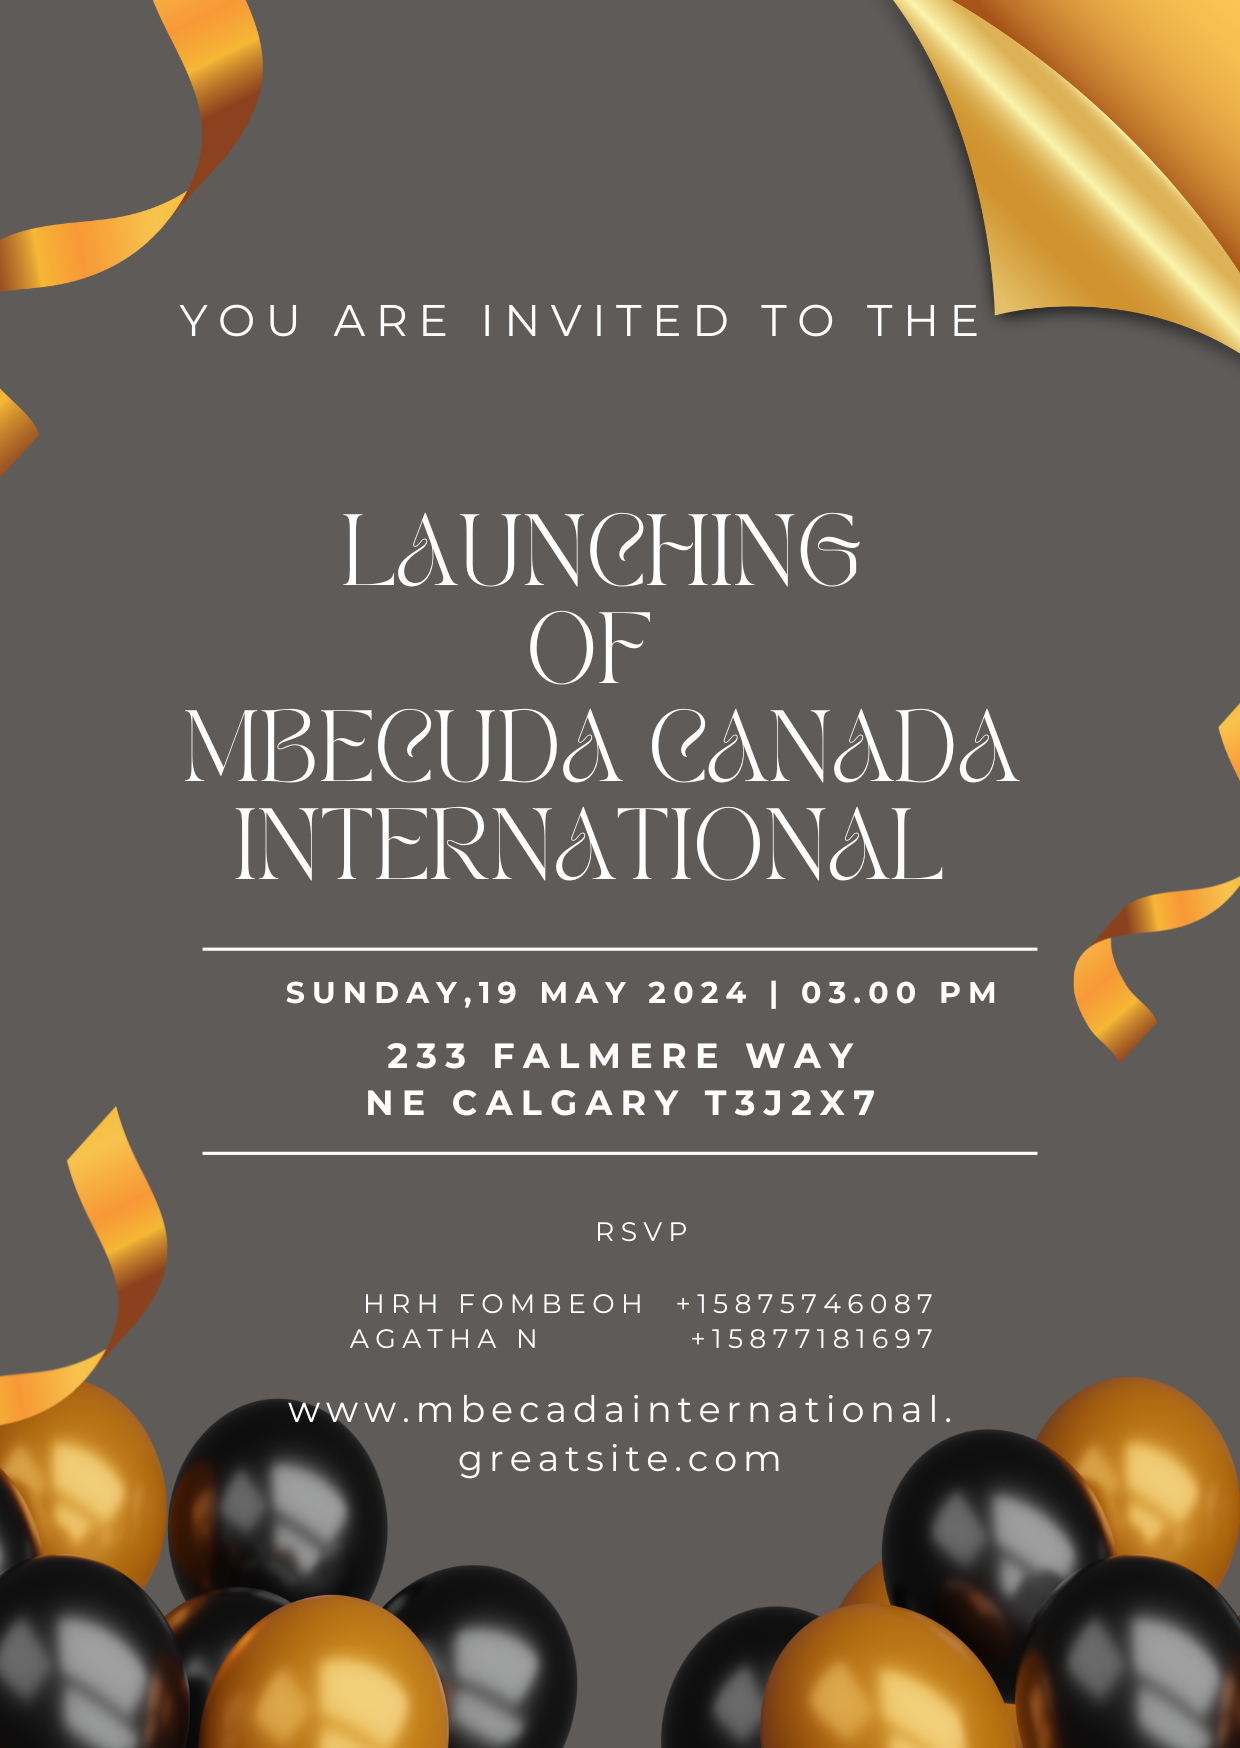 YOU ARE INVITED TO THE
LAUNCHING
OF
MBECUDA CANADA
INTERNATIONAL
SUNDAY,19 MAY 2024 | 03.00 PM
233 FALMERE WAY
NE CALGARY T3J2X7
RSVP
HRH FOMBEOH +15875746087
AGATHA N +15877181697
www.mbecadainternational.
greatsite.com